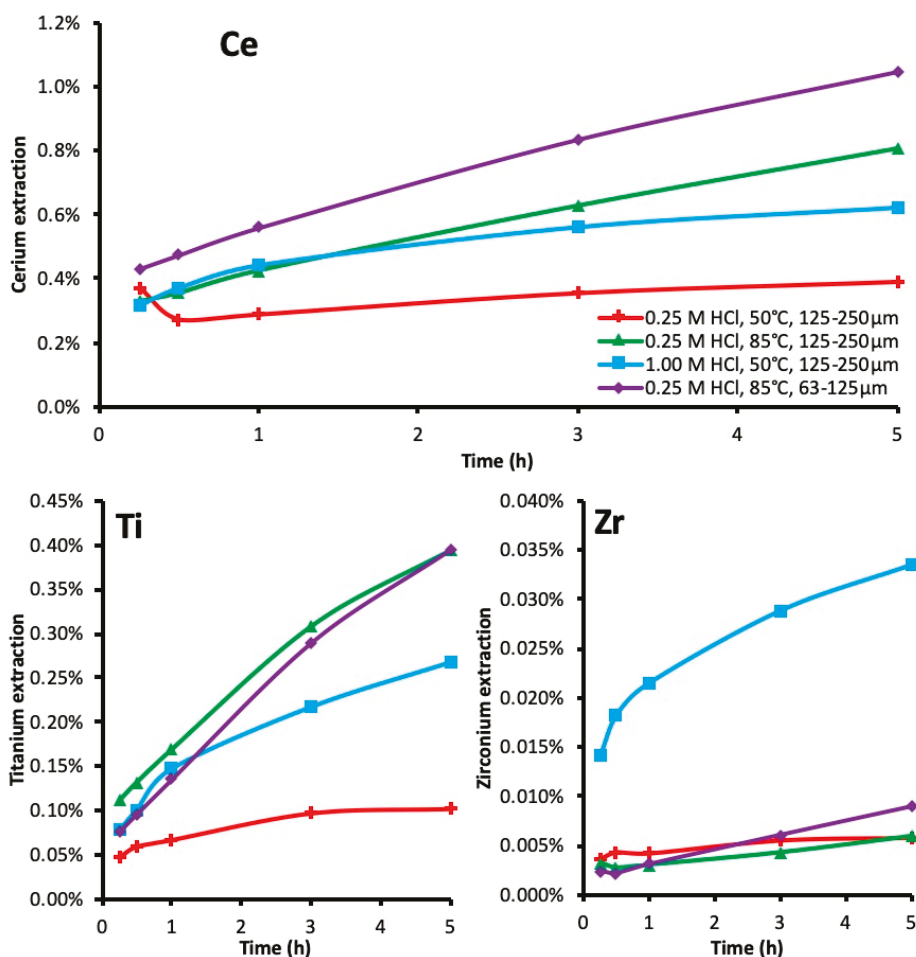 Ce
Cerium extraction
1.2%
1.0%
0.8%
0.6%
0.4%
0.2%
0.0%
0.25 M HCl, 50°C, 125-250µm
0.25 M HCl, 85°C, 125-250µm
1.00 M HCl, 50°C, 125-250µm
0.25 M HCl, 85°C, 63-125µm
0 1 2 3 4 5
Time (h)
Ti
Titanium extraction
0.45%
0.40%
0.35%
0.30%
0.25%
0.20%
0.15%
0.10%
0.05%
0.00%
0 1 2 3 4 5
Time (h)
Zr
Zirconium extraction
0.040%
0.035%
0.030%
0.025%
0.020%
0.015%
0.010%
0.005%
0.000%
0 1 2 3 4 5
Time (h)